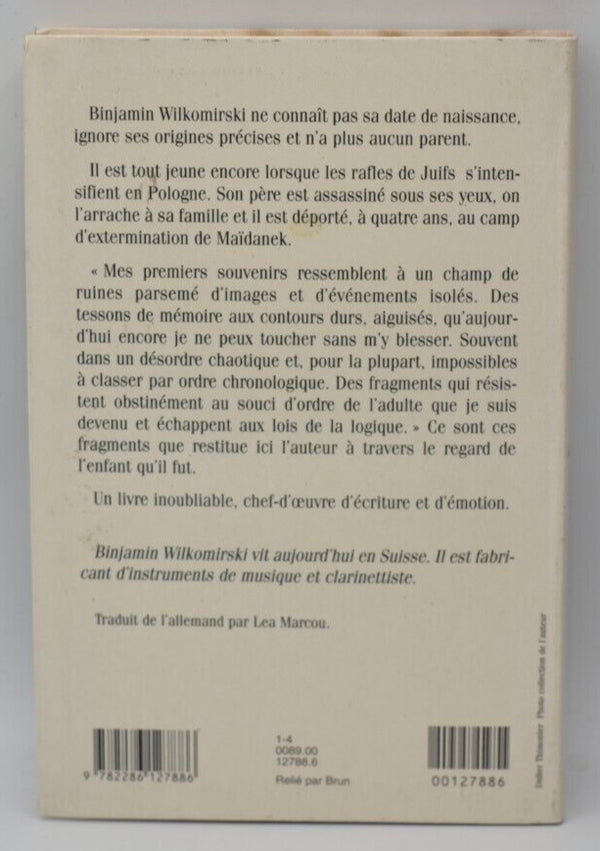 Binjamin Wilkomirski ne connaît pas sa date de naissance,
ignore ses origines précises et n'a plus aucun parent.
Il est tout jeune encore lorsque les rafles de Juifs s'inten-
sifient en Pologne. Son père est assassiné sous ses yeux, on
l'arrache à sa famille et il est déporté, à quatre ans, au camp
d'extermination de Maïdanek.
« Mes premiers souvenirs ressemblent à un champ de
ruines parsemé d'images et d'événements isolés. Des
tessons de mémoire aux contours durs, aiguisés, qu'aujour-
d'hui encore je ne peux toucher sans m'y blesser. Souvent
dans un désordre chaotique et, pour la plupart, impossibles
à classer par ordre chronologique. Des fragments qui résis-
tent obstinément au souci d'ordre de l'adulte que je suis
devenu et échappent aux lois de la logique. » Ce sont ces
fragments que restitue ici l'auteur à travers le regard de
l'enfant qu'il fut.
Un livre inoubliable, chef-d'œuvre d'écriture et d'émotion.
Binjamin Wilkomirski vit aujourd'hui en Suisse. Il est fabri-
cant d'instruments de musique et clarinettiste.
Traduit de l'allemand par Lea Marcou.
Didier Thimonier Photo collection de l'auteur
9 782286 127886
1-4
0089.00
12788.6
Relié par Brun
00127886